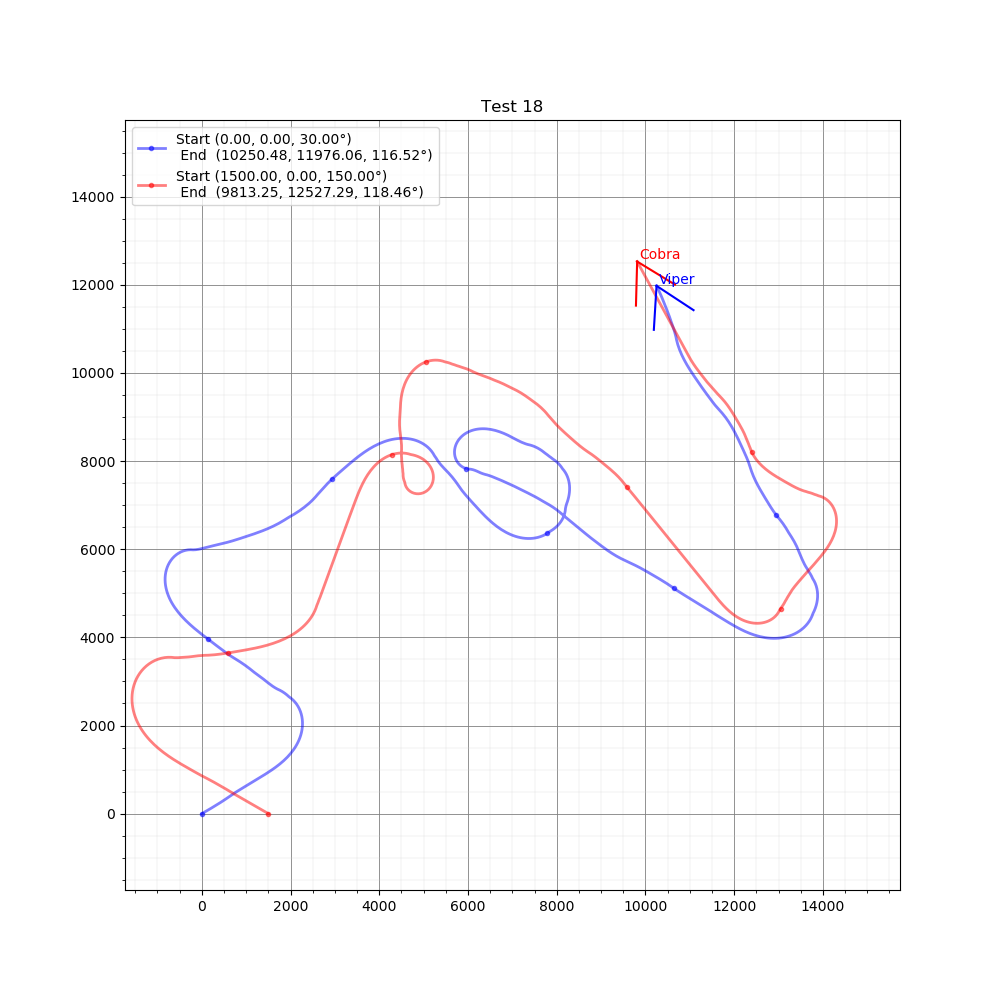 Test 18
Start (0.00, 0.00, 30.00°)
End (10250.48, 11976.06, 116.52°)
Start (1500.00, 0.00, 150.00°)
End (9813.25, 12527.29, 118.46°)
Cobra
Viper
14000
12000
10000
8000
6000
4000
2000
0
0 2000 4000 6000 8000 10000 12000 14000